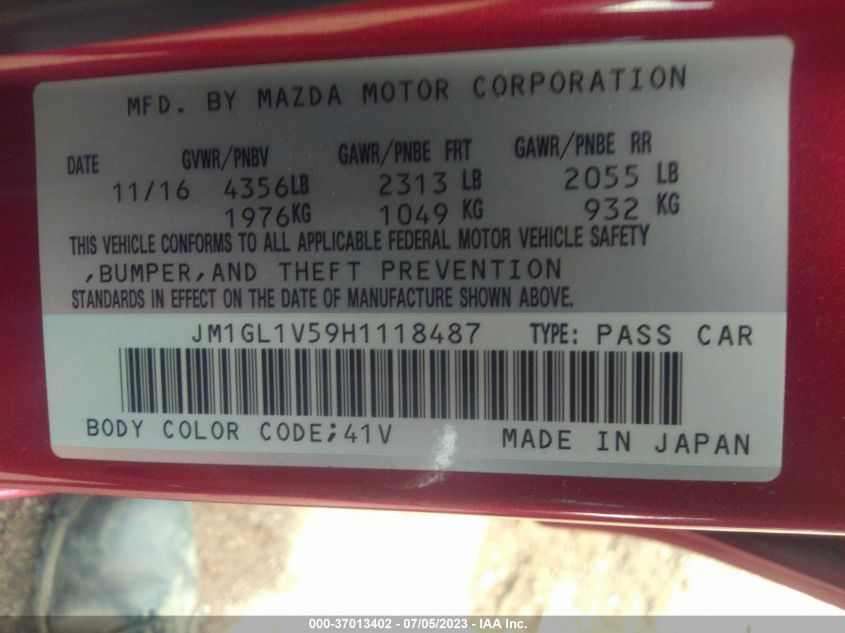 MFD. BY MAZDA MOTOR CORPORATION
DATE GVWR/PNBV GAWR/PNBE FRT GAWR/PNBE RR
11/16 4356LB 2313 LB 2055 LB
1976KG 1049 KG 932 KG
THIS VEHICLE CONFORMS TO ALL APPLICABLE FEDERAL MOTOR VEHICLE SAFETY
,BUMPER,AND THEFT PREVENTION
STANDARDS IN EFFECT ON THE DATE OF MANUFACTURE SHOWN ABOVE.
JM1GL1V59H1118487 TYPE: PASS CAR
BODY COLOR CODE;41V MADE IN JAPAN
000-37013402 - 07/05/2023 - IAA Inc.